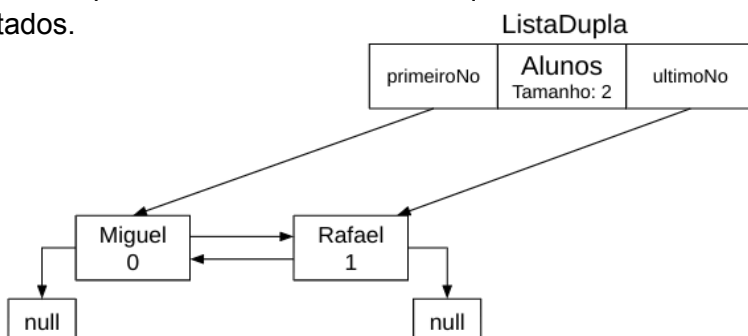 tados.
ListaDupla
primeiroNo
Alunos
Tamanho: 2
ultimoNo
Miguel
0
Rafael
1
null
null